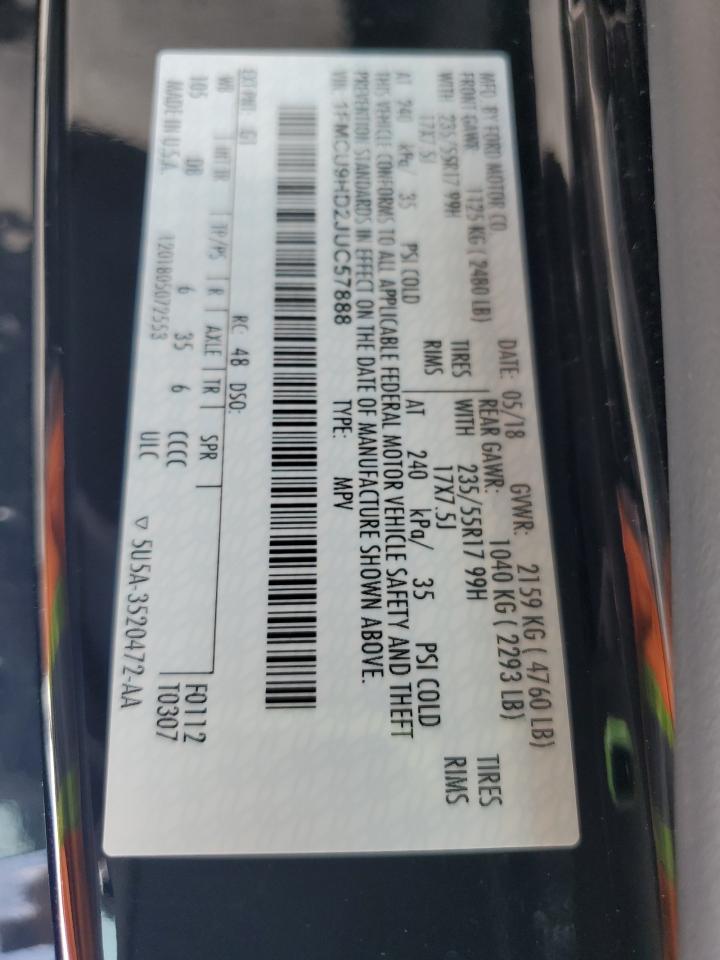 MFD. BY FORD MOTOR CO. DATE: 05/18 GVWR: 2159 KG ( 4760 LB)
FRONT GAWR: 1125 KG ( 2480 LB) REAR GAWR: 1040 KG ( 2293 LB)
WITH 235/55R17 99H TIRES WITH 235/55R17 99H TIRES
17X7.5J RIMS 17X7.5J RIMS
AT 240 kPa/ 35 PSI COLD AT 240 kPa/ 35 PSI COLD
THIS VEHICLE CONFORMS TO ALL APPLICABLE FEDERAL MOTOR VEHICLE SAFETY AND THEFT
PREVENTION STANDARDS IN EFFECT ON THE DATE OF MANUFACTURE SHOWN ABOVE.
VIN: 1FMCU9HD2JUC57888 TYPE: MPV
EXT PNT: G1 RC: 48 DSO:
WB INT TR TP/PS R AXLE TR SPR F0112
105 DB 6 35 6 CCCC T0307
MADE IN U.S.A. 1201805072553 UIC ▽ 5U5A-3520472-AA